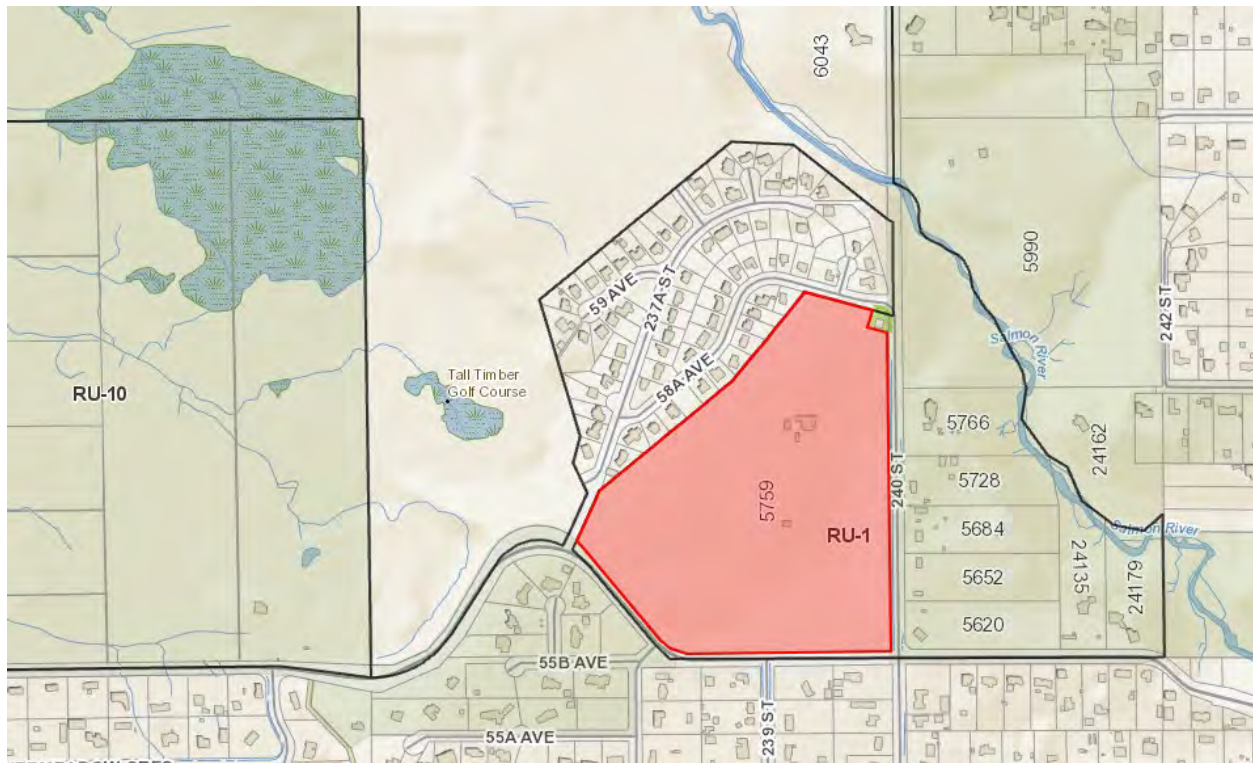 6043
5990
242 ST
59 AVE
237A ST
Salmon River
Tall Timber
Golf Course
RU-10
58A AVE
5766
24162
5728
240 ST
5759
RU-1
5684
Salmon River
5652
24135
24179
5620
55B AVE
239 ST
55A AVE